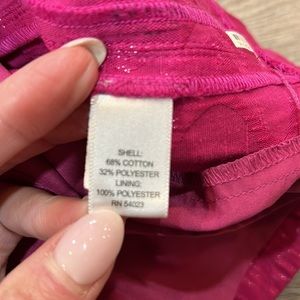 SHELL:
68% COTTON
32% POLYESTER
LINING:
100% POLYESTER
RN 54023